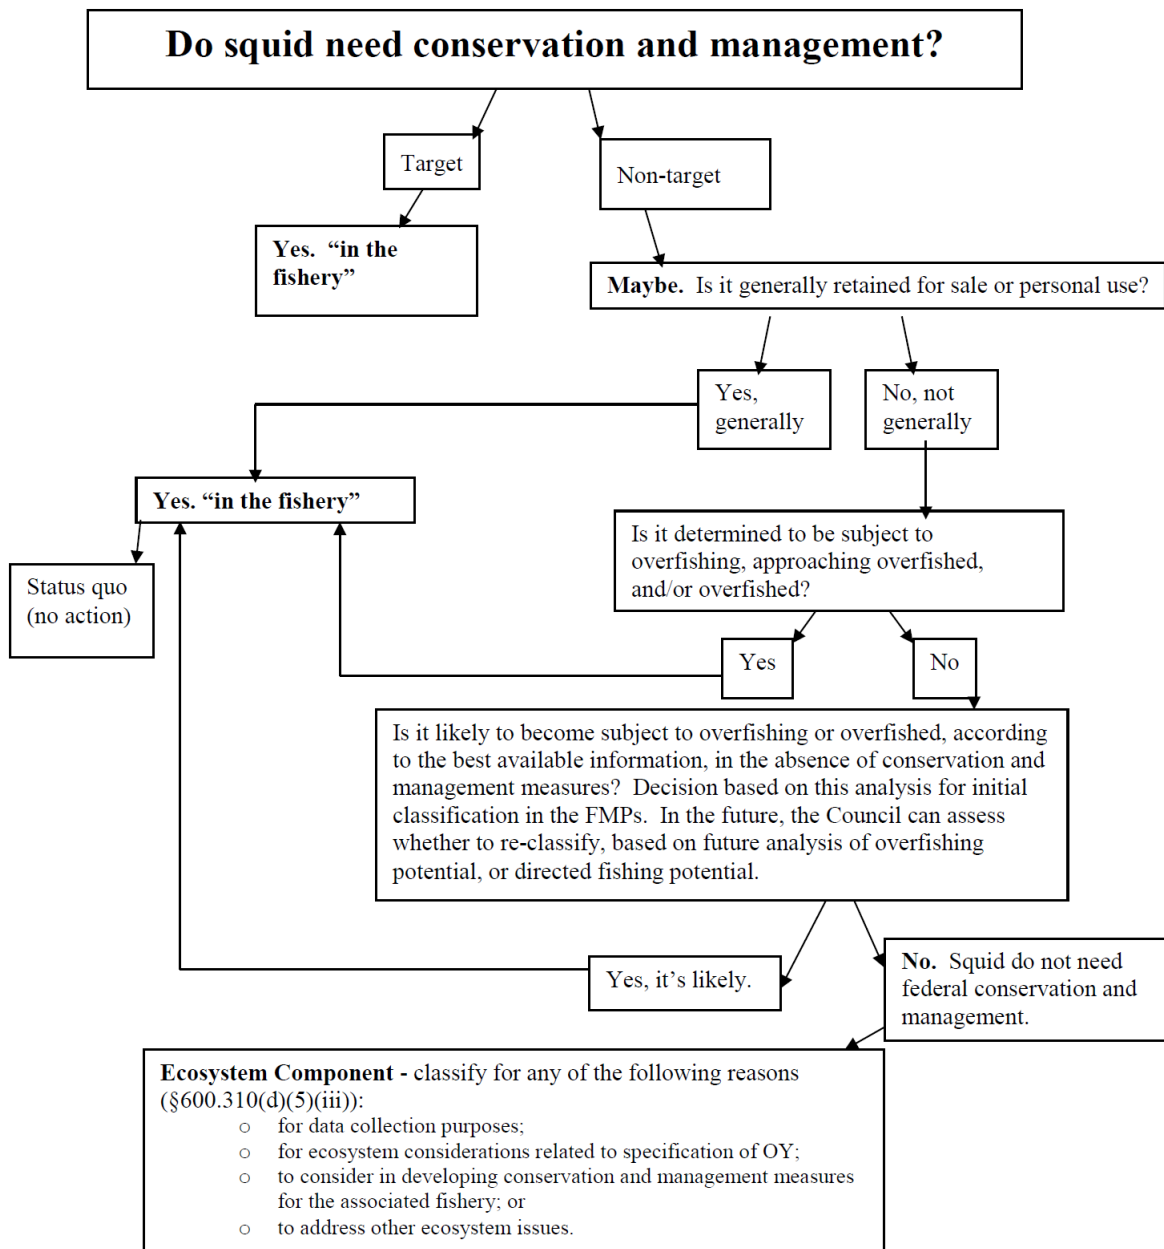 Do squid need conservation and management?
Target
Non-target
Yes.  “in the
fishery”
Maybe.  Is it generally retained for sale or personal use?
Yes,
generally
No, not
generally
Yes. “in the fishery”
Status quo
(no action)
Is it determined to be subject to
overfishing, approaching overfished,
and/or overfished?
Yes
No
Is it likely to become subject to overfishing or overfished, according
to the best available information, in the absence of conservation and
management measures?  Decision based on this analysis for initial
classification in the FMPs.  In the future, the Council can assess
whether to re-classify, based on future analysis of overfishing
potential, or directed fishing potential.
Yes, it’s likely.
No.  Squid do not need
federal conservation and
management.
Ecosystem Component - classify for any of the following reasons
(§600.310(d)(5)(iii)):
o for data collection purposes;
o for ecosystem considerations related to specification of OY;
o to consider in developing conservation and management measures
for the associated fishery; or
o to address other ecosystem issues.